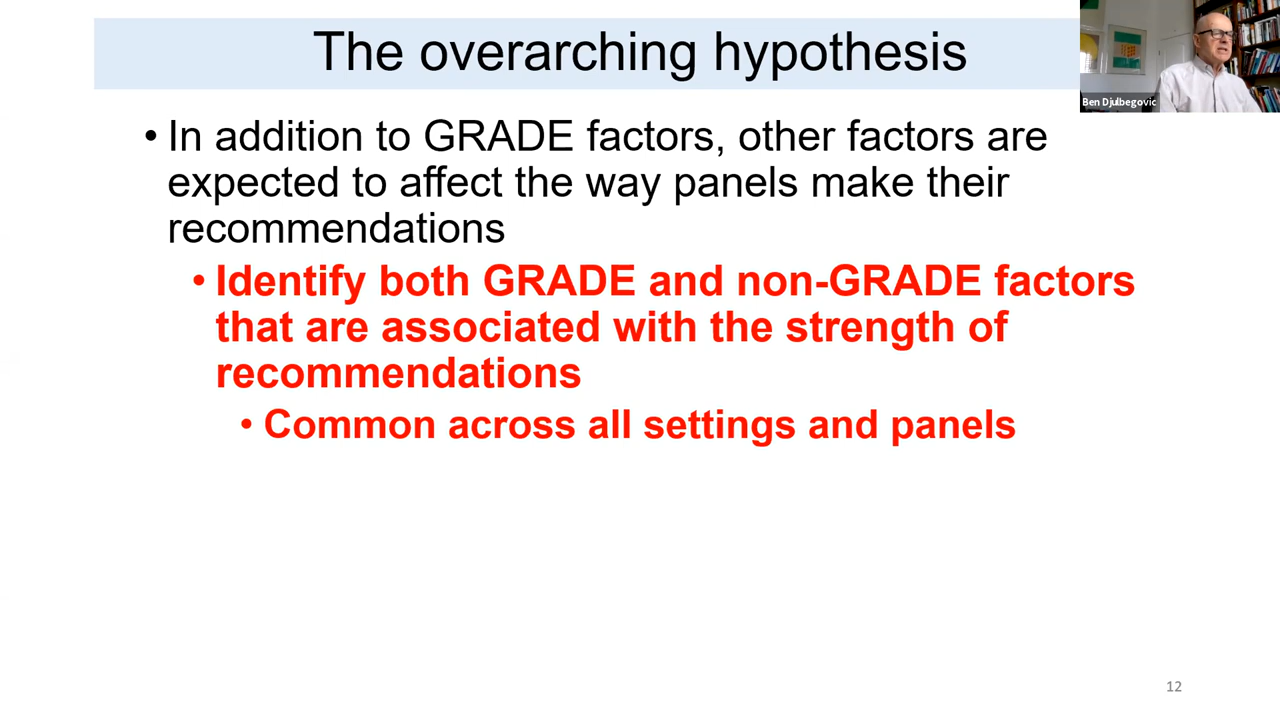 The overarching hypothesis
Ben Djulbegovic
• In addition to GRADE factors, other factors are
expected to affect the way panels make their
recommendations
• Identify both GRADE and non-GRADE factors
that are associated with the strength of
recommendations
• Common across all settings and panels
12